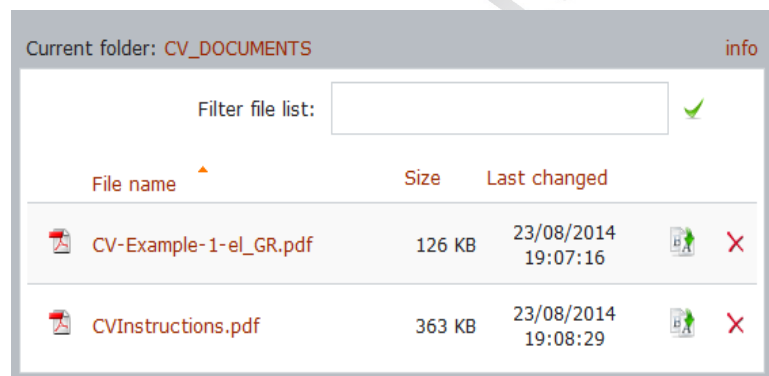 Current folder: CV_DOCUMENTS info
Filter file list:
File name Size Last changed
CV-Example-1-el_GR.pdf 126 KB 23/08/2014 19:07:16
CVInstructions.pdf 363 KB 23/08/2014 19:08:29